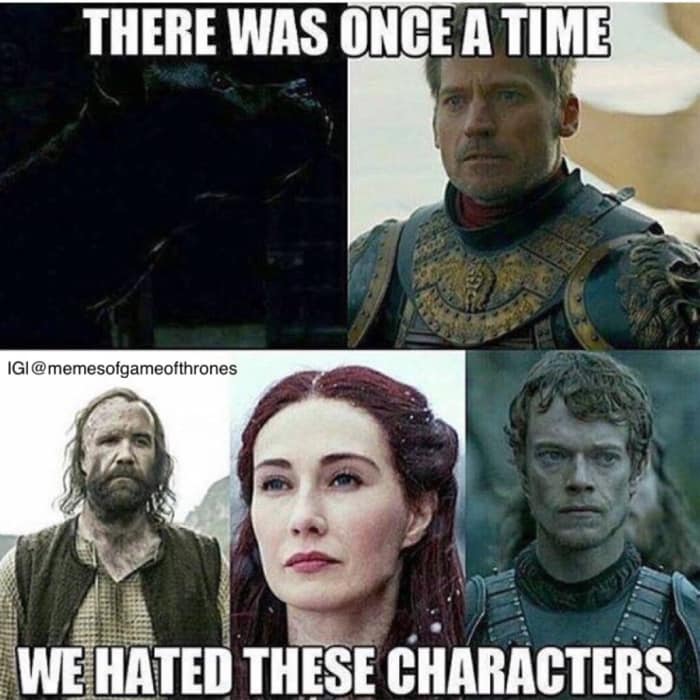 THERE WAS ONCE A TIME
IG|@memesofgameofthrones
WE HATED THESE CHARACTERS